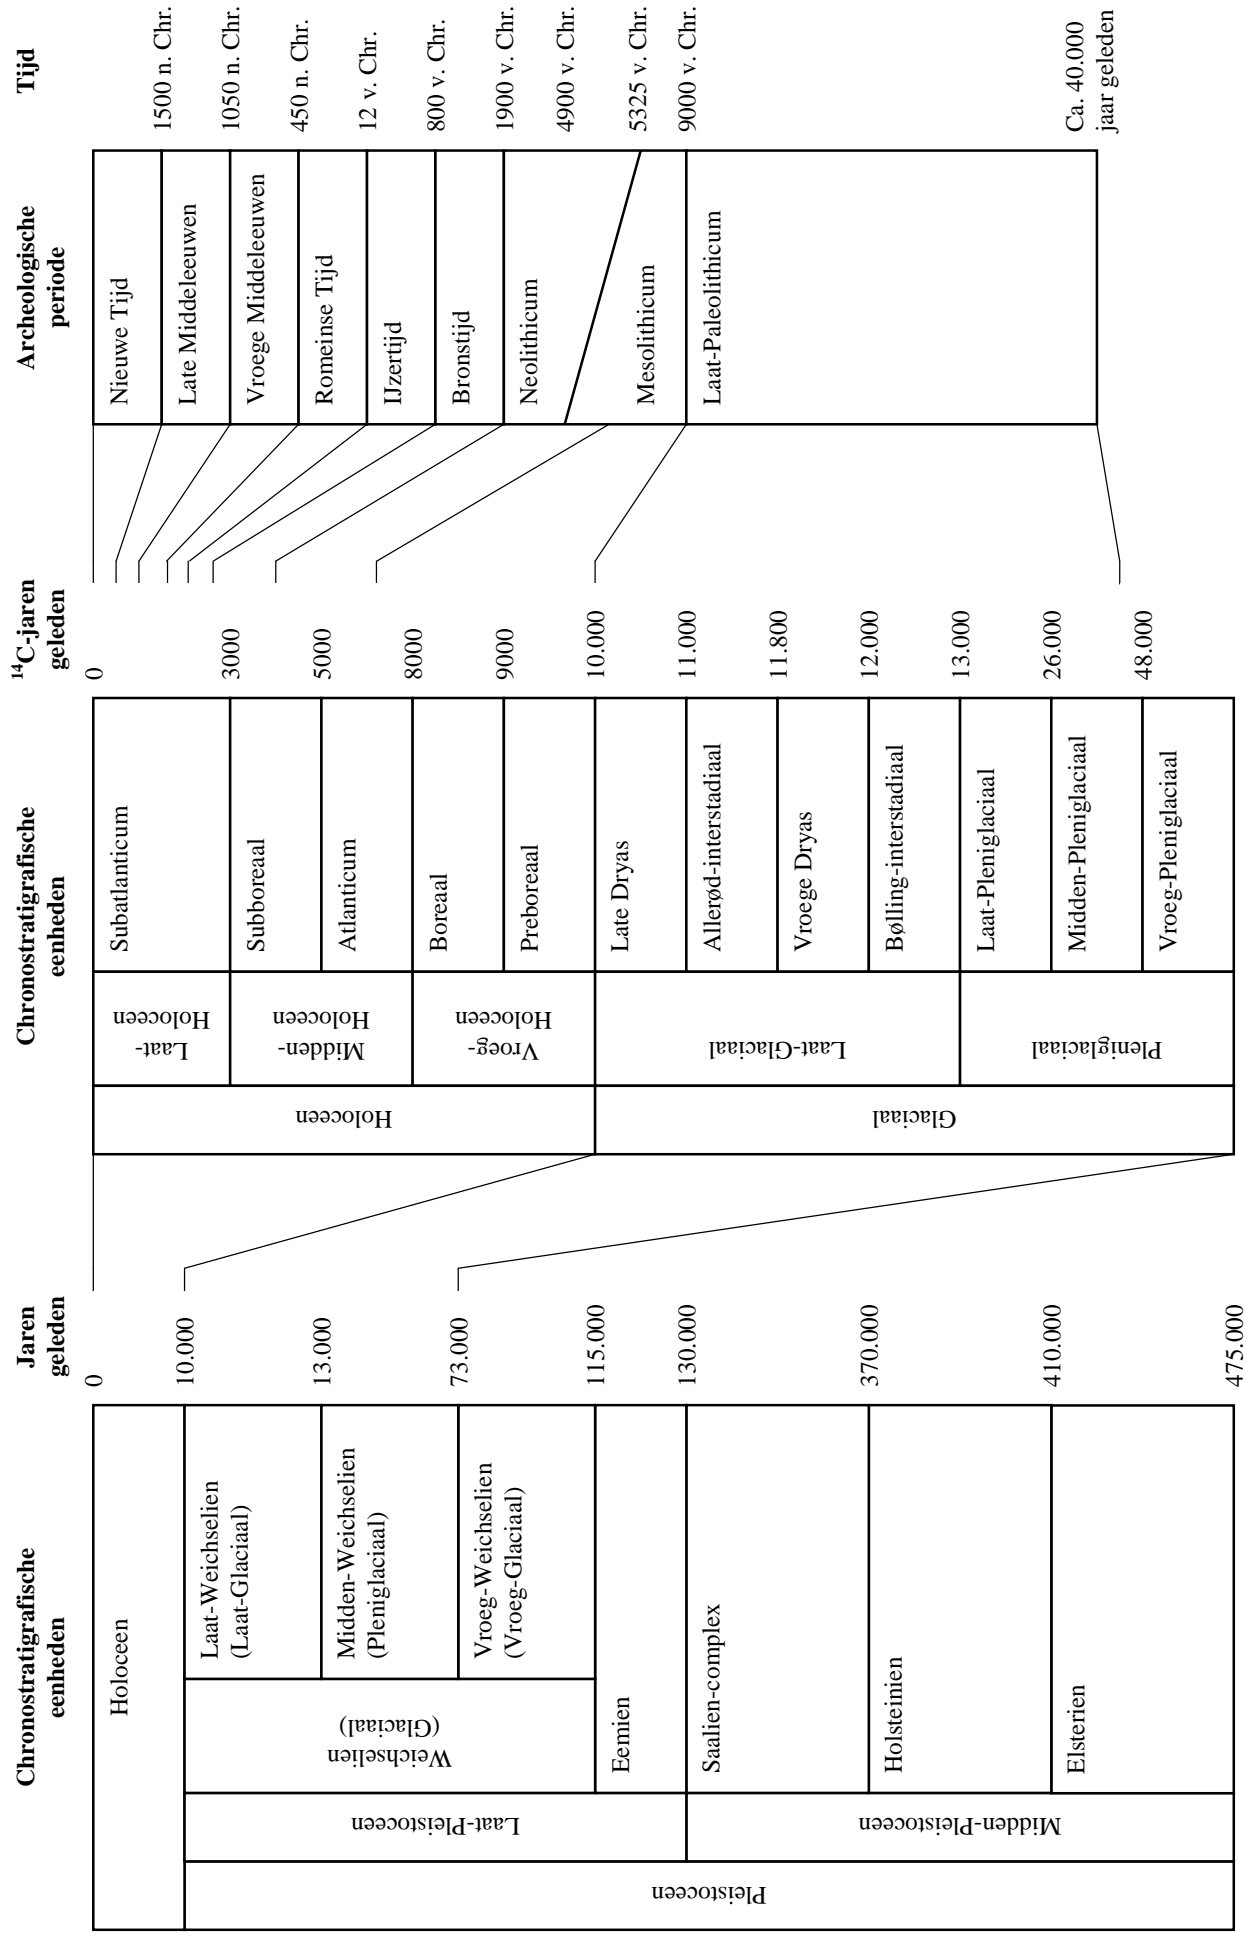 Chronostratigrafische
eenheden
Jaren
geleden
Chronostratigrafische
eenheden
14C-jaren
geleden
Archeologische
periode
Tijd
Holoceen
Pleistoceen
Laat-Pleistoceen
Midden-Pleistoceen
Weichselien
(Glaciaal)
Laat-Weichselien
(Laat-Glaciaal)
Midden-Weichselien
(Pleniglaciaal)
Vroeg-Weichselien
(Vroeg-Glaciaal)
Eemien
Saalien-complex
Holsteinien
Elsterien
0
10.000
13.000
73.000
115.000
130.000
370.000
410.000
475.000
Holoceen
Glaciaal
Laat-
Holoceen
Midden-
Holoceen
Vroeg-
Holoceen
Laat-Glaciaal
Pleniglaciaal
Subatlanticum
Subboreaal
Atlanticum
Boreaal
Preboreaal
Late Dryas
Allerød-interstadiaal
Vroege Dryas
Bølling-interstadiaal
Laat-Pleniglaciaal
Midden-Pleniglaciaal
Vroeg-Pleniglaciaal
0
3000
5000
8000
9000
10.000
11.000
11.800
12.000
13.000
26.000
48.000
Nieuwe Tijd
Late Middeleeuwen
Vroege Middeleeuwen
Romeinse Tijd
IJzertijd
Bronstijd
Neolithicum
Mesolithicum
Laat-Paleolithicum
1500 n. Chr.
1050 n. Chr.
450 n. Chr.
12 v. Chr.
800 v. Chr.
1900 v. Chr.
4900 v. Chr.
5325 v. Chr.
9000 v. Chr.
Ca. 40.000
jaar geleden